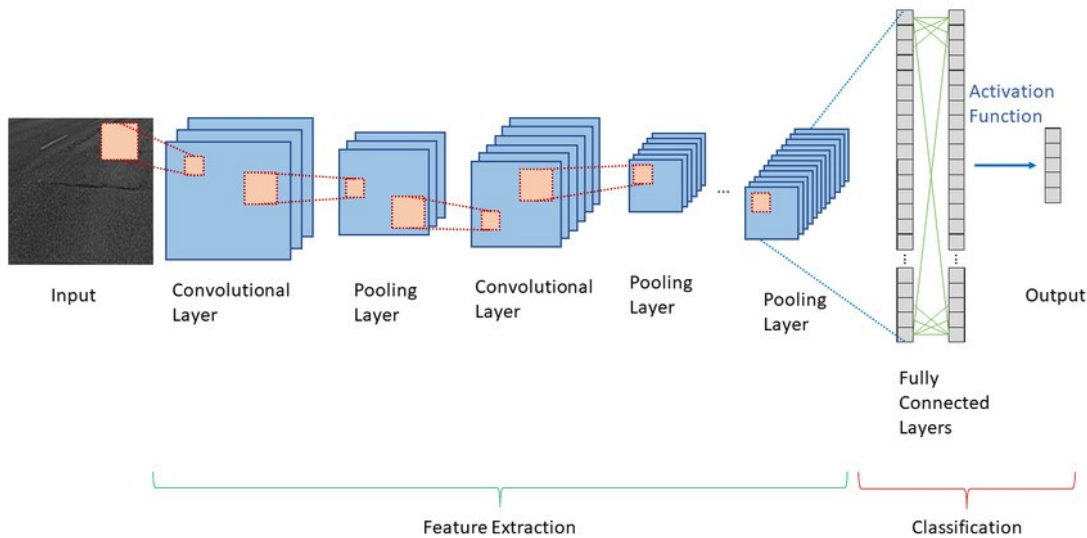 Activation
Function
Input
Convolutional
Layer
Pooling
Layer
Convolutional
Layer
Pooling
Layer
...
Pooling
Layer
Output
Fully
Connected
Layers
Feature Extraction
Classification